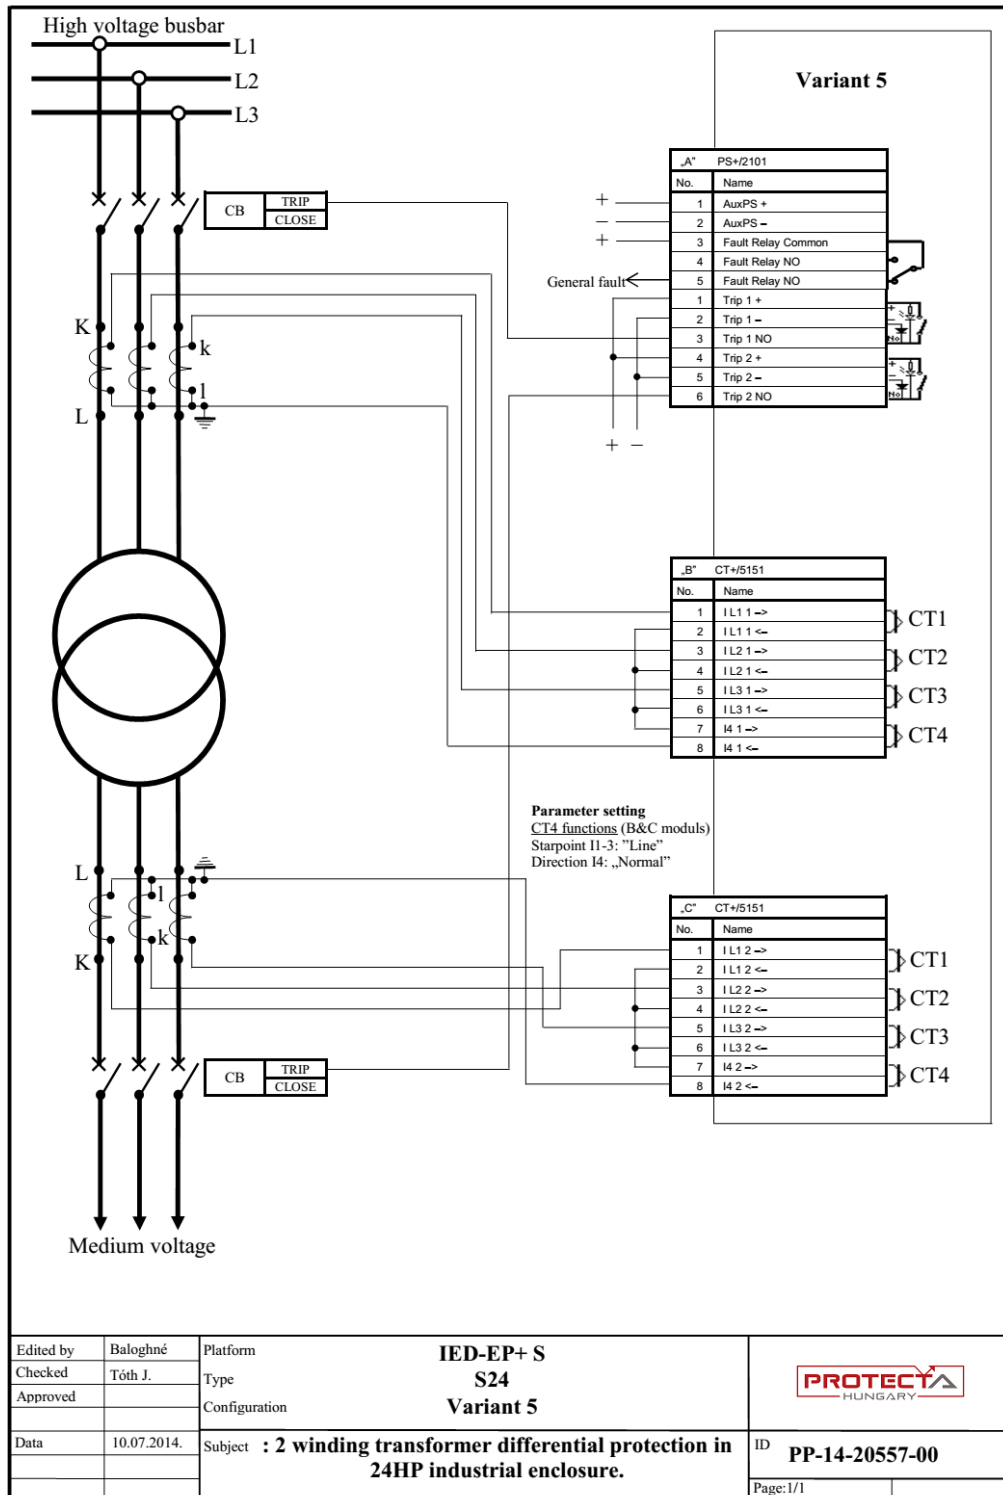 High voltage busbar
L1
L2
L3
Variant 5
CB TRIP
CLOSE
„A” PS+/2101
No. Name
+ 1 AuxPS +
− 2 AuxPS −
+ 3 Fault Relay Common
4 Fault Relay NO
General fault 5 Fault Relay NO
1 Trip 1 +
2 Trip 1 −
3 Trip 1 NO
4 Trip 2 +
5 Trip 2 −
6 Trip 2 NO
+ −
+ −
No
+ −
No
K
k
l
L
„B” CT+/5151
No. Name
1 I L1 1 –>
2 I L1 1 <–
3 I L2 1 –>
4 I L2 1 <–
5 I L3 1 –>
6 I L3 1 <–
7 I4 1 –>
8 I4 1 <–
CT1
CT2
CT3
CT4
Parameter setting
CT4 functions (B&C moduls)
Starpoint I1-3: ”Line”
Direction I4: „Normal”
L
l
k
K
„C” CT+/5151
No. Name
1 I L1 2 –>
2 I L1 2 <–
3 I L2 2 –>
4 I L2 2 <–
5 I L3 2 –>
6 I L3 2 <–
7 I4 2 –>
8 I4 2 <–
CT1
CT2
CT3
CT4
CB TRIP
CLOSE
Medium voltage
Edited by Baloghné
Checked Tóth J.
Approved
Data 10.07.2014.
Platform IED-EP+ S
Type S24
Configuration Variant 5
Subject : 2 winding transformer differential protection in
24HP industrial enclosure.
PROTECTA
HUNGARY
ID PP-14-20557-00
Page:1/1